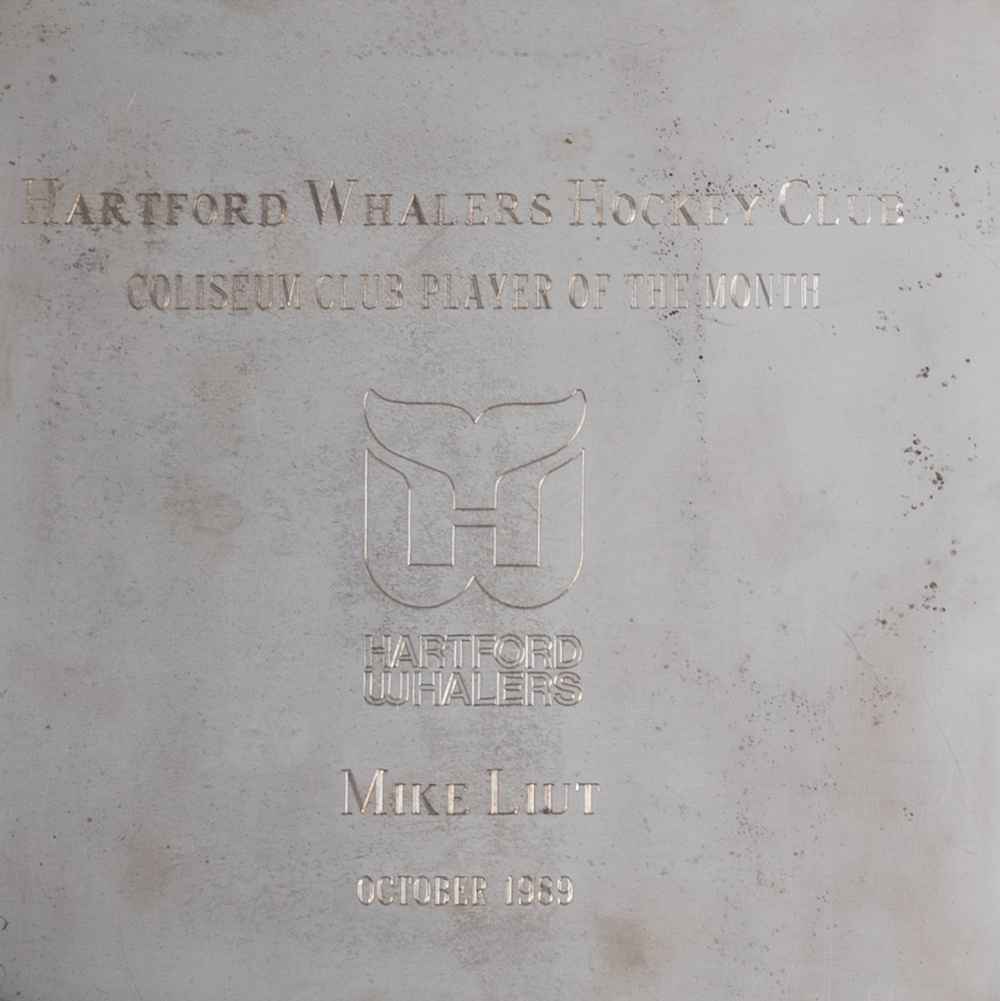 HARTFORD WHALERS HOCKEY CLUB
COLISEUM CLUB PLAYER OF THE MONTH
HARTFORD
WHALERS
MIKE LIUT
OCTOBER 1989